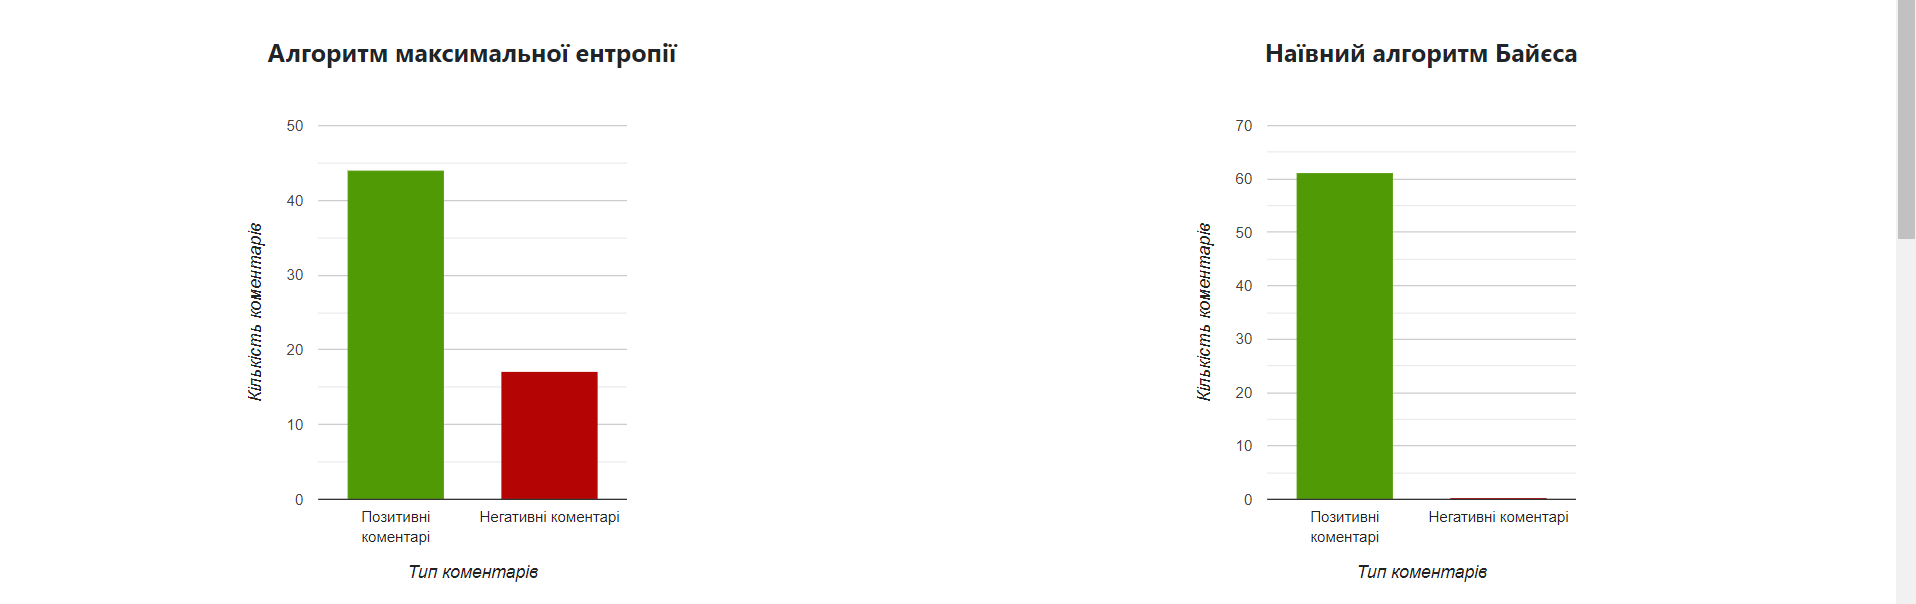 Алгоритм максимальної ентропії
50
40
30
20
10
0
Кількість коментарів
Позитивні
коментарі
Негативні коментарі
Тип коментарів
Наївний алгоритм Байєса
70
60
50
40
30
20
10
0
Кількість коментарів
Позитивні
коментарі
Негативні коментарі
Тип коментарів